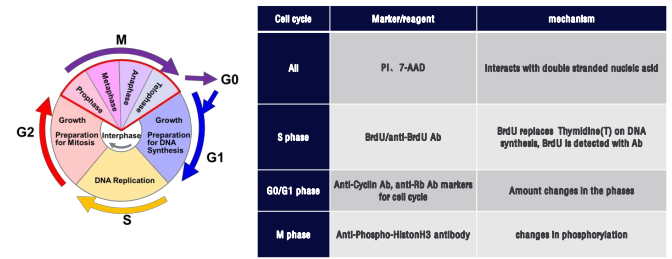 M
G0
G1
S
G2
Prophase
Metaphase
Anaphase
Telophase
Growth
Preparation
for Mitosis
Interphase
Growth
Preparation
for DNA
Synthesis
DNA Replication
Cell cycle
Marker/reagent
mechanism
All
PI、7-AAD
Interacts with double stranded nucleic acid
S phase
BrdU/anti-BrdU Ab
BrdU replaces Thymidine(T) on DNA
synthesis, BrdU is detected with Ab
G0/G1 phase
Anti-Cyclin Ab, anti-Rb Ab markers
for cell cycle
Amount changes in the phases
M phase
Anti-Phospho-HistonH3 antibody
changes in phosphorylation